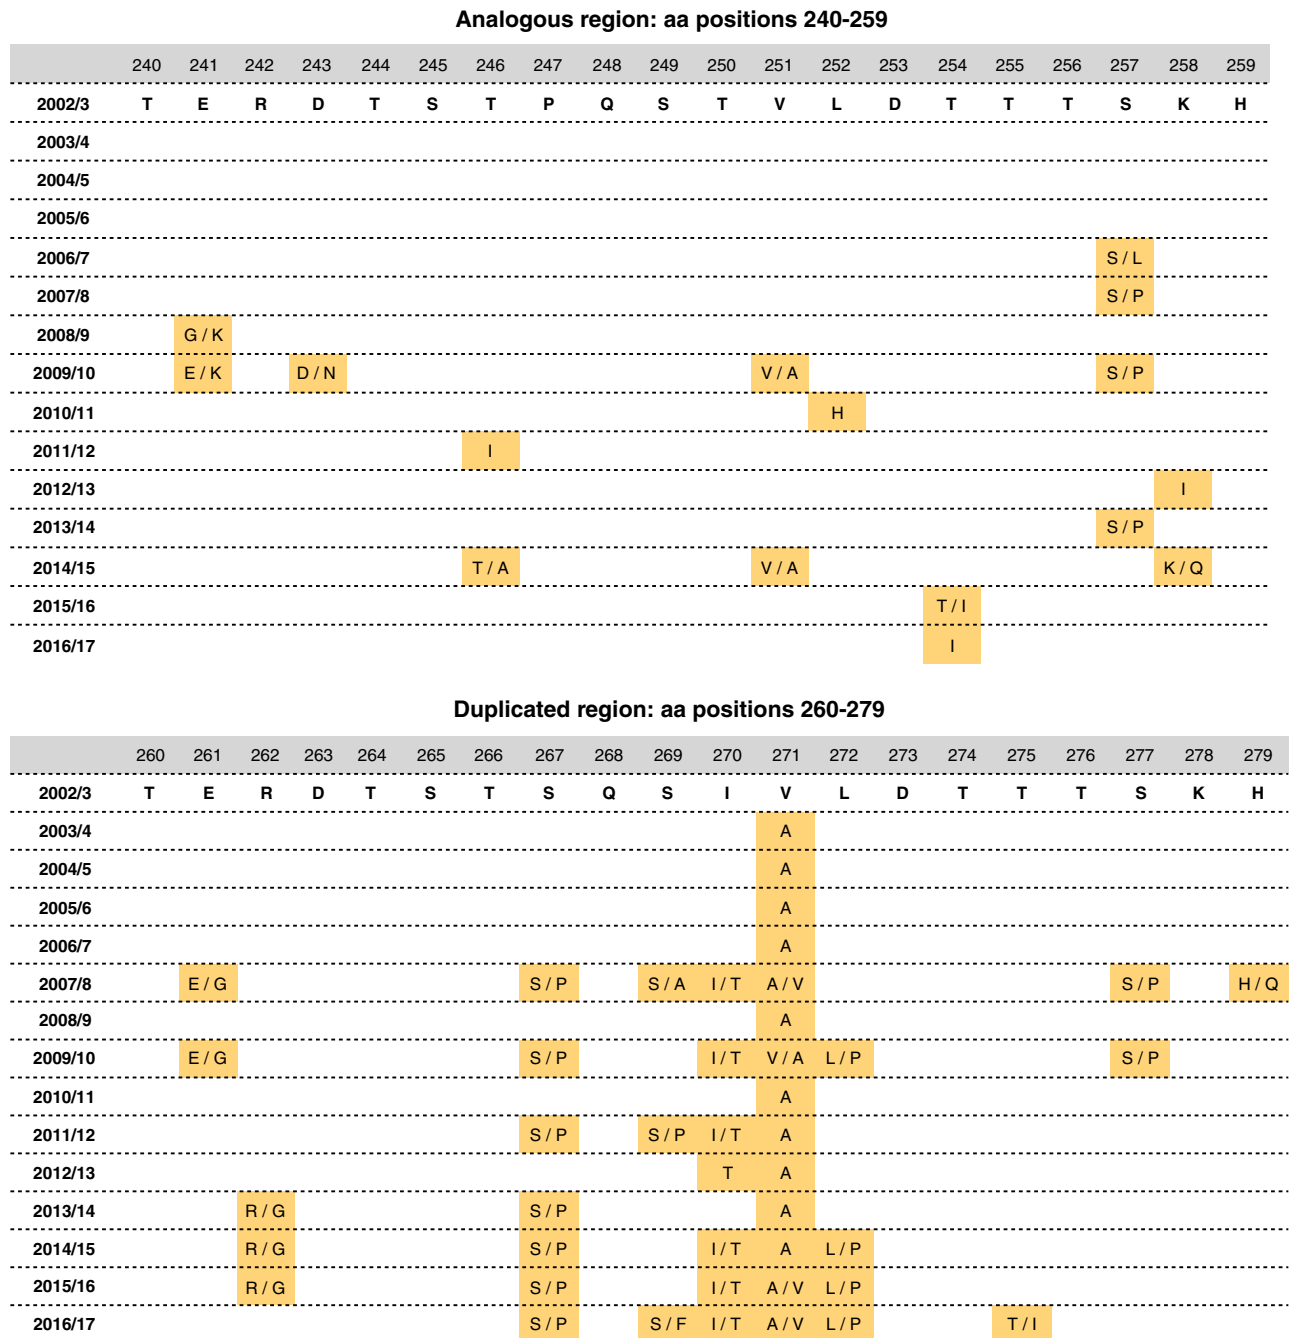 Analogous region: aa positions 240-259
240 241 242 243 244 245 246 247 248 249 250 251 252 253 254 255 256 257 258 259
2002/3 T E R D T S T P Q S T V L D T T T S K H
2003/4
2004/5
2005/6
2006/7 S / L
2007/8 S / P
2008/9 G / K
2009/10 E / K D / N V / A S / P
2010/11 H
2011/12 I
2012/13 I
2013/14 S / P
2014/15 T / A V / A K / Q
2015/16 T / I
2016/17 I
Duplicated region: aa positions 260-279
260 261 262 263 264 265 266 267 268 269 270 271 272 273 274 275 276 277 278 279
2002/3 T E R D T S T S Q S I V L D T T T S K H
2003/4 A
2004/5 A
2005/6 A
2006/7 A
2007/8 E / G S / P S / A I / T A / V S / P H / Q
2008/9 A
2009/10 E / G S / P I / T V / A L / P S / P
2010/11 A
2011/12 S / P S / P I / T A
2012/13 T A
2013/14 R / G S / P A
2014/15 R / G S / P I / T A L / P
2015/16 R / G S / P I / T A / V L / P
2016/17 S / P S / F I / T A / V L / P T / I